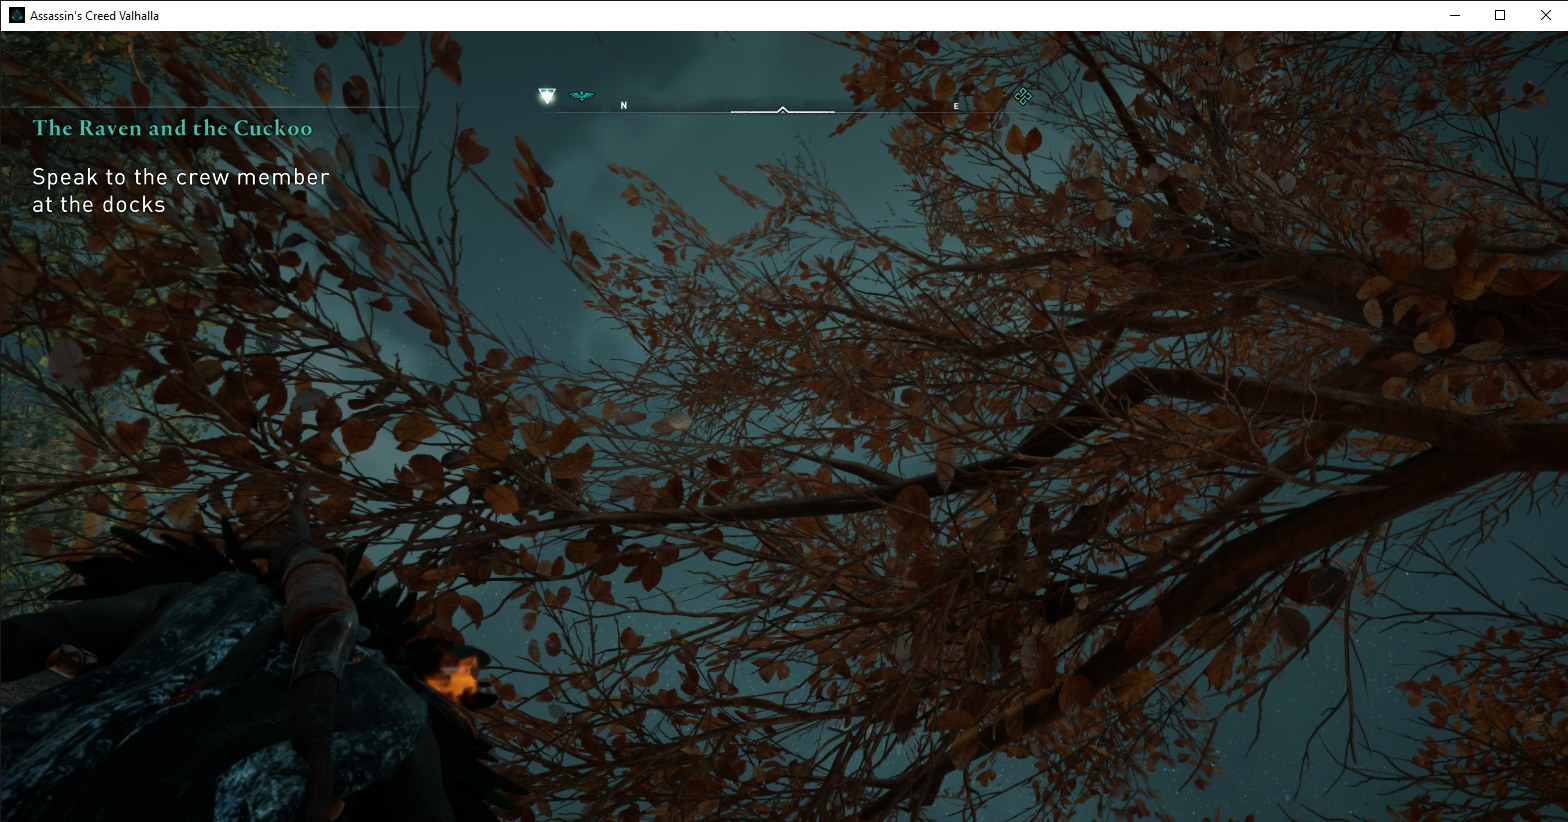 Assassin's Creed Valhalla
N
E
The Raven and the Cuckoo
Speak to the crew member
at the docks